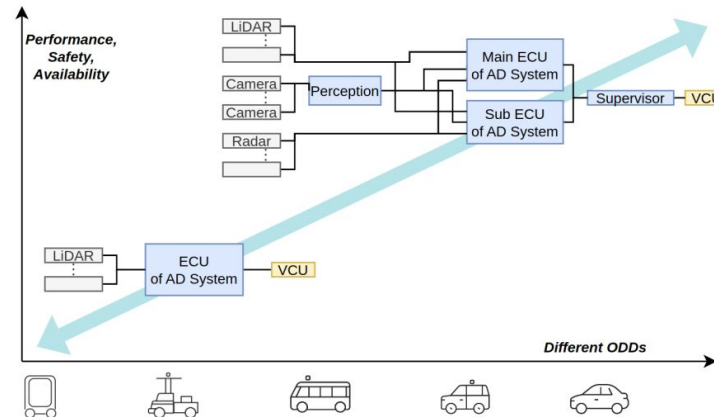 Performance,
Safety,
Availability
LiDAR
Camera
Camera
Radar
Perception
Main ECU
of AD System
Sub ECU
of AD System
Supervisor
VCU
LiDAR
ECU
of AD System
VCU
Different ODDs